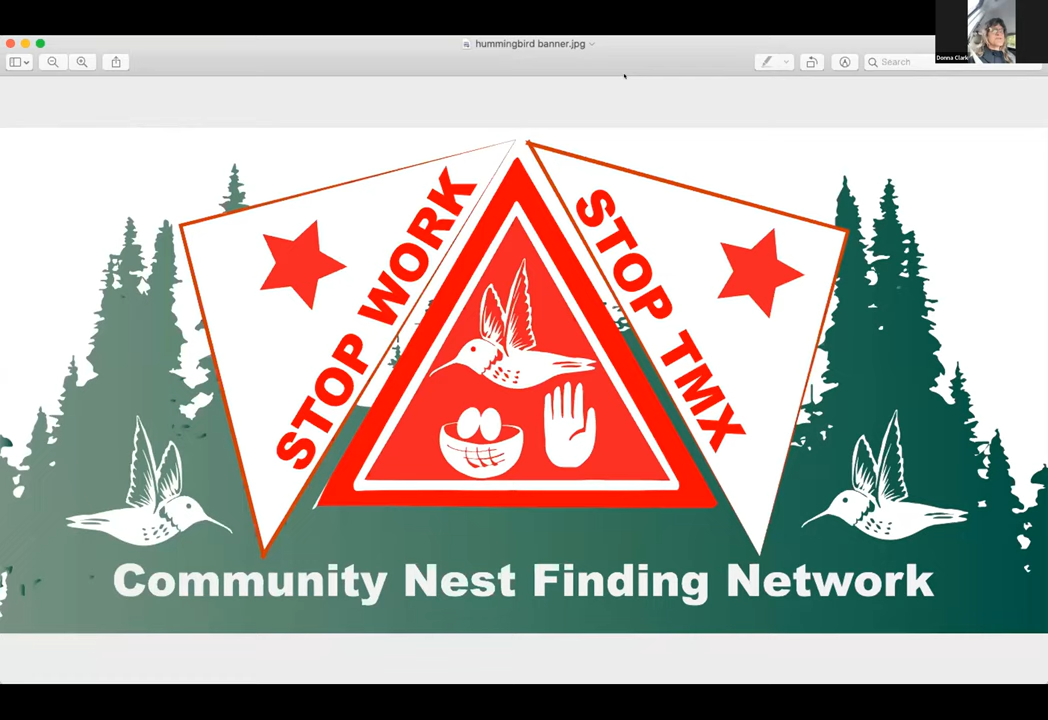 hummingbird banner.jpg
Search
Donna Clark
STOP WORK
STOP TMX
Community Nest Finding Network